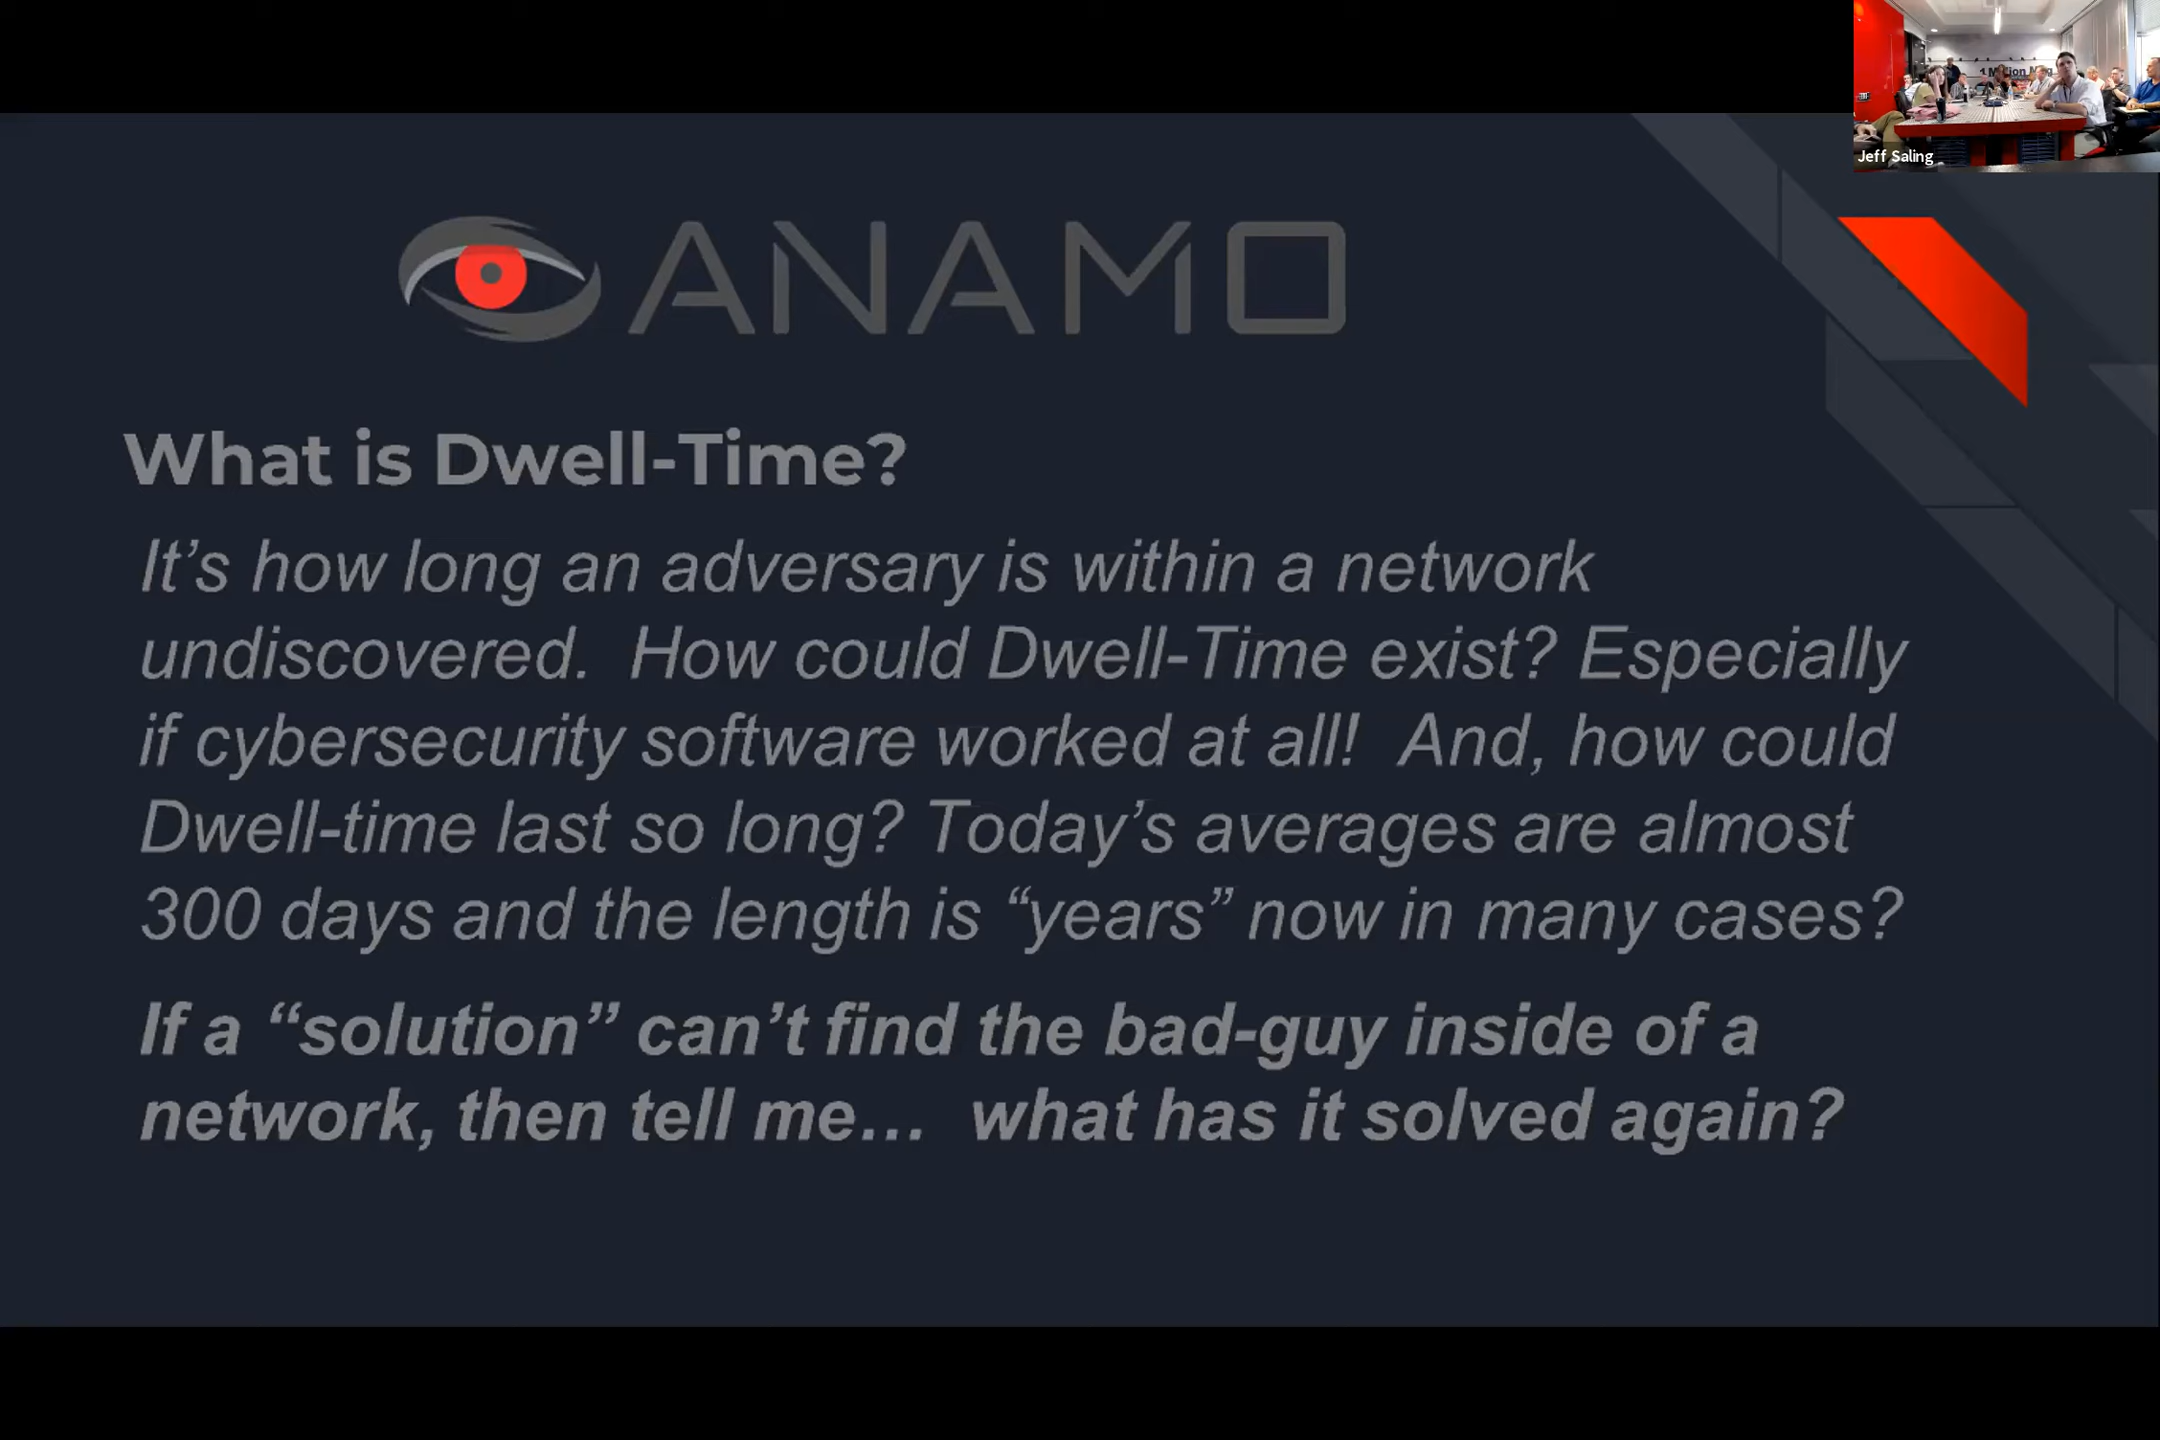 1 Million
Jeff Saling
ANAMO
What is Dwell-Time?
It’s how long an adversary is within a network
undiscovered.  How could Dwell-Time exist? Especially
if cybersecurity software worked at all!  And, how could
Dwell-time last so long? Today’s averages are almost
300 days and the length is “years” now in many cases?
If a “solution” can’t find the bad-guy inside of a
network, then tell me…  what has it solved again?